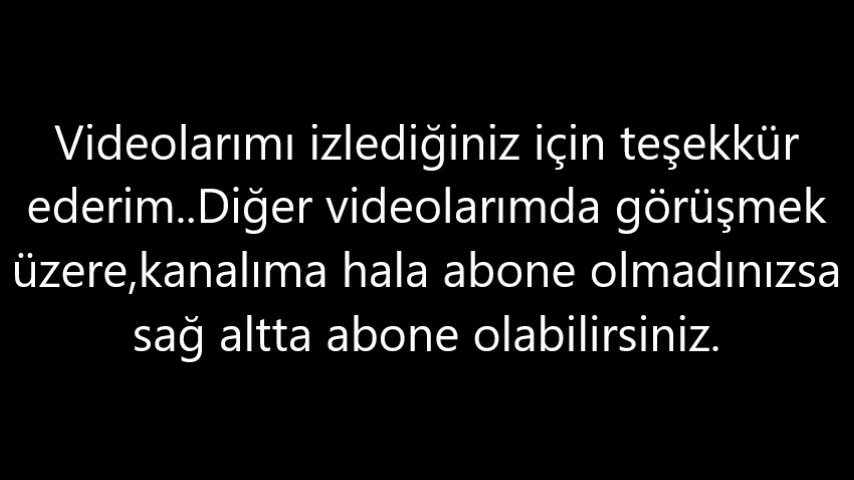 Videolarımı izlediğiniz için teşekkür
ederim..Diğer videolarımda görüşmek
üzere,kanalıma hala abone olmadınızsa
sağ altta abone olabilirsiniz.